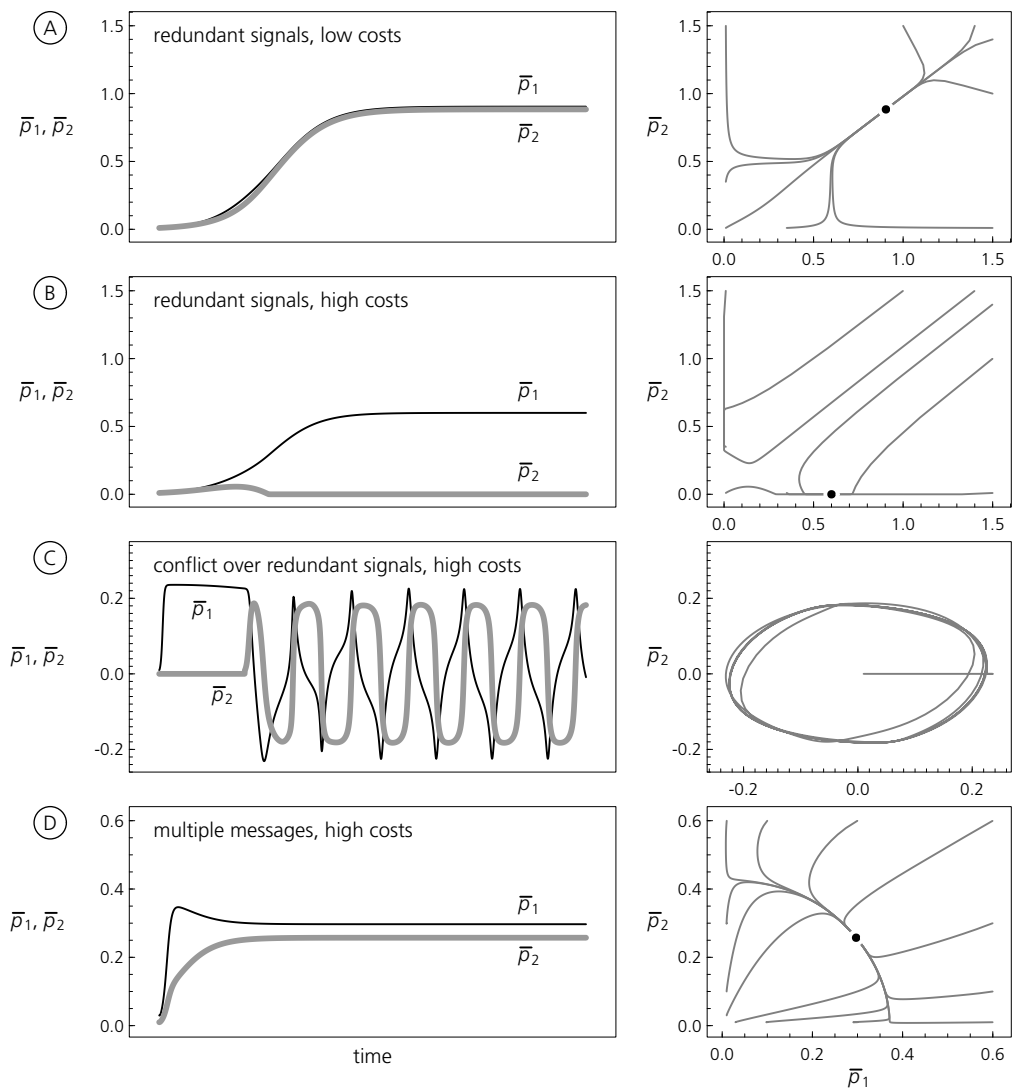 A
redundant signals, low costs
p̅1, p̅2
1.5
1.0
0.5
0.0
p̅1
p̅2
p̅2
1.5
1.0
0.5
0.0
0.0 0.6 1.0 1.5
B
redundant signals, high costs
p̅1, p̅2
1.5
1.0
0.5
0.0
p̅1
p̅2
p̅2
1.5
1.0
0.5
0.0
0.0 0.6 1.0 1.5
C
conflict over redundant signals, high costs
p̅1, p̅2
0.2
0.0
-0.2
p̅1
p̅2
p̅2
0.2
0.0
-0.2
-0.2 0.0 0.2
D
multiple messages, high costs
p̅1, p̅2
0.6
0.4
0.2
0.0
p̅1
p̅2
time
p̅2
0.6
0.4
0.2
0.0
0.0 0.2 0.4 0.6
p̅1